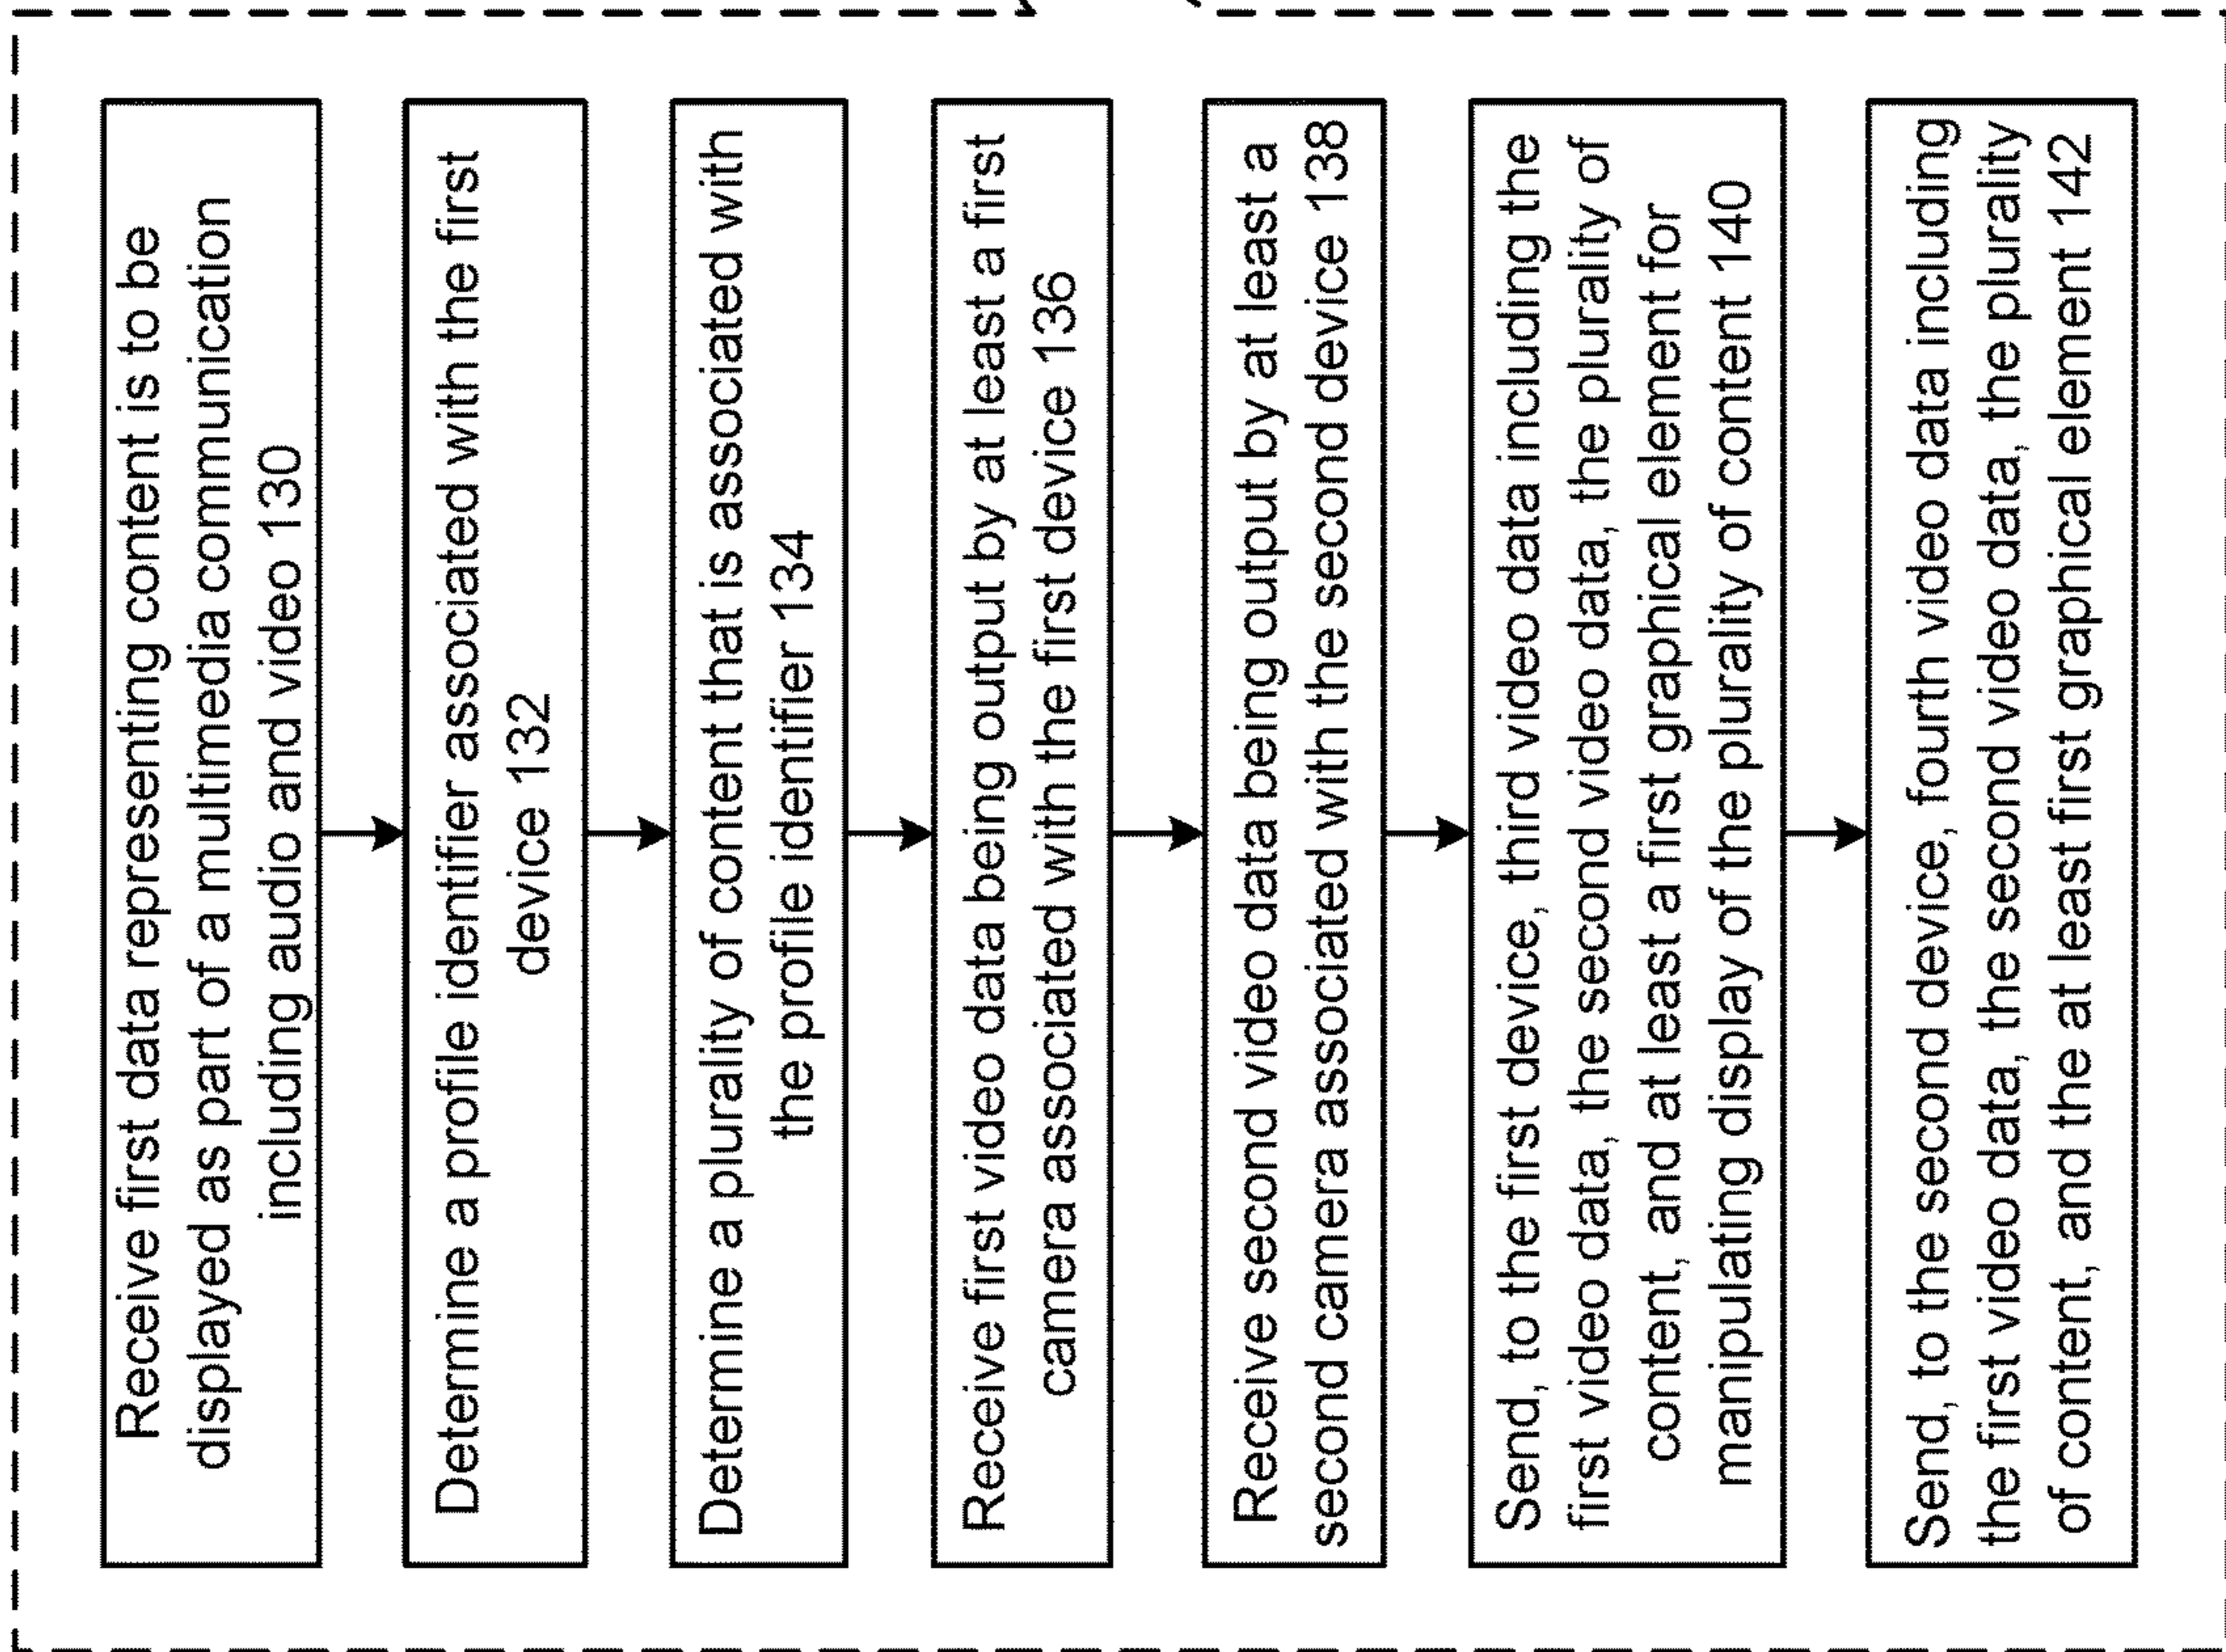 Receive first data representing content is to be
displayed as part of a multimedia communication
including audio and video 130
Determine a profile identifier associated with the first
device 132
Determine a plurality of content that is associated with
the profile identifier 134
Receive first video data being output by at least a first
camera associated with the first device 136
Receive second video data being output by at least a
second camera associated with the second device 138
Send, to the first device, third video data including the
first video data, the second video data, the plurality of
content, and at least a first graphical element for
manipulating display of the plurality of content 140
Send, to the second device, fourth video data including
the first video data, the second video data, the plurality
of content, and the at least first graphical element 142